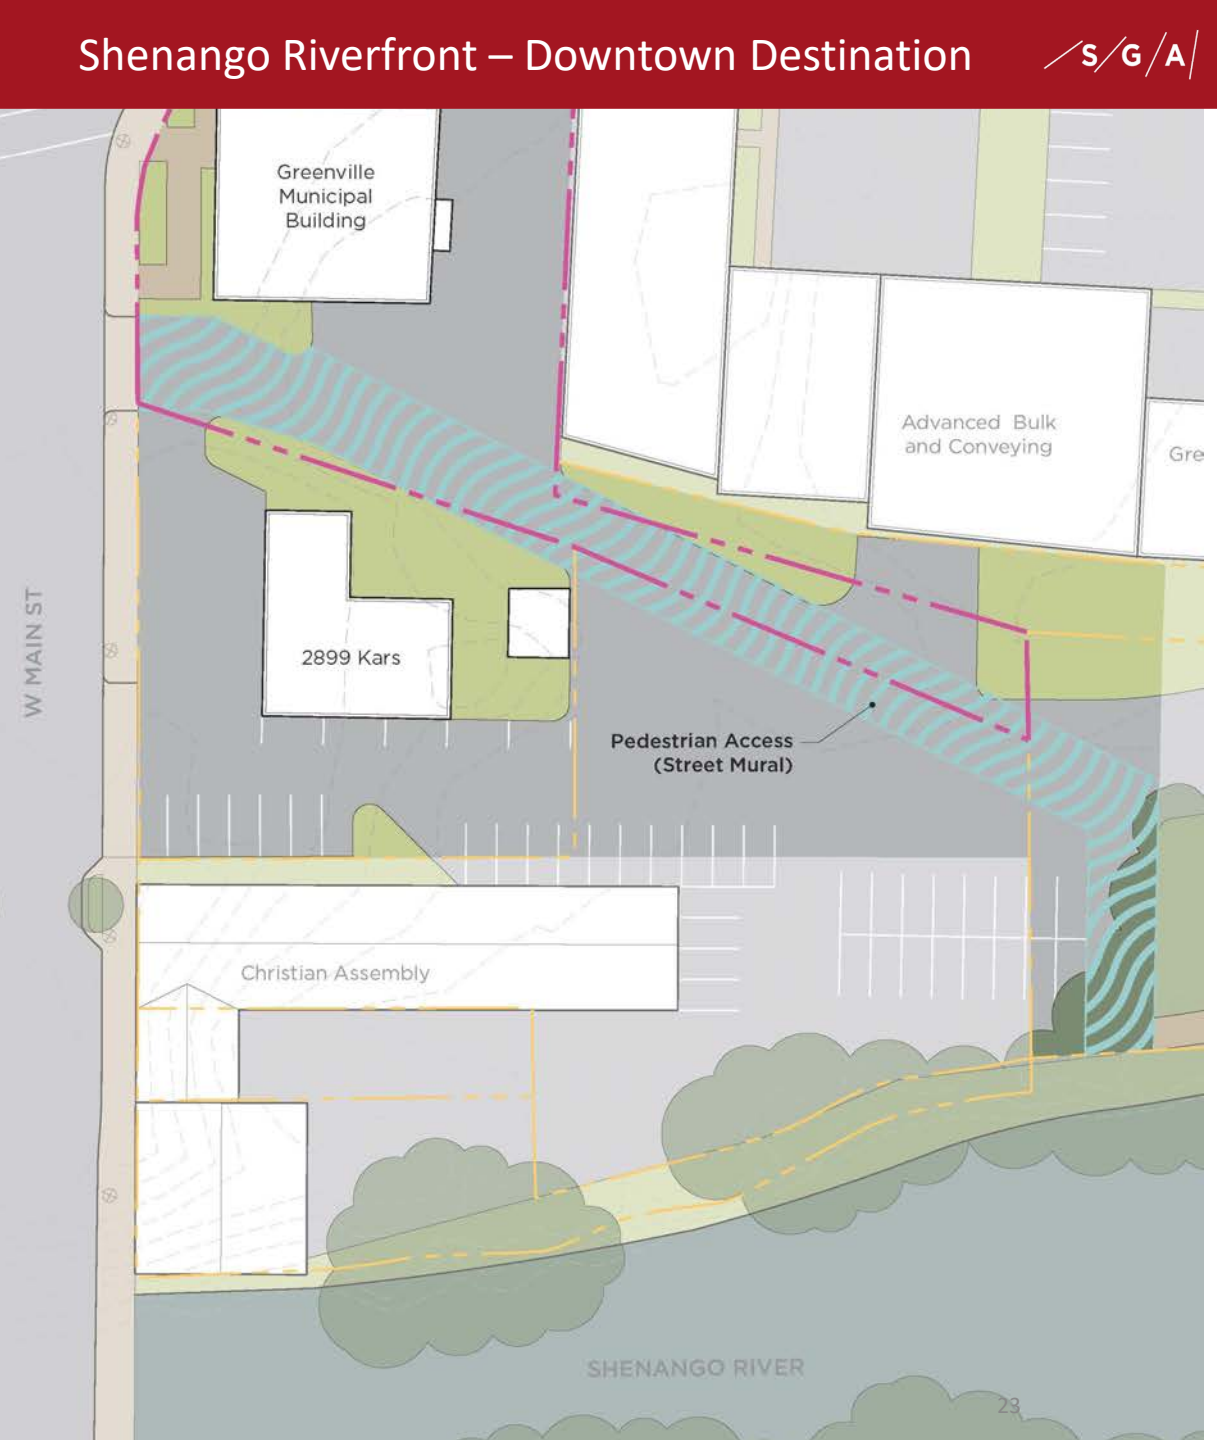 Shenango Riverfront – Downtown Destination
S/G/A
Greenville
Municipal
Building
Advanced Bulk
and Conveying
Gre
W MAIN ST
2899 Kars
Pedestrian Access
(Street Mural)
Christian Assembly
SHENANGO RIVER
23